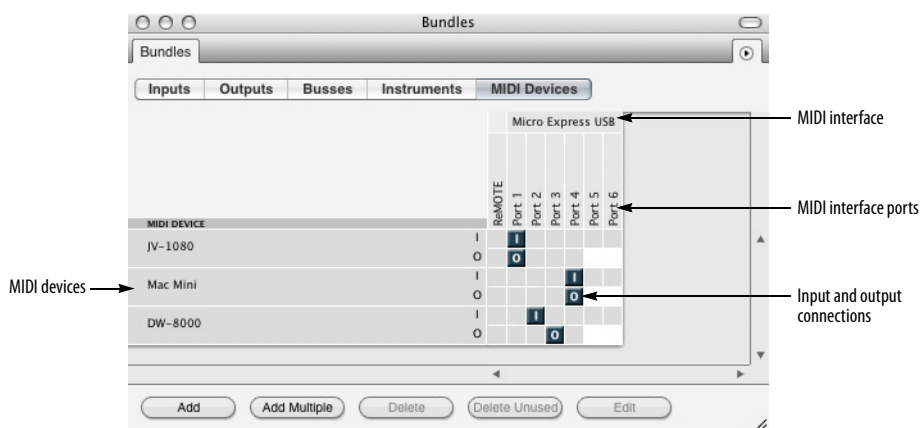 Bundles
Bundles
Inputs Outputs Busses Instruments MIDI Devices
Micro Express USB
MIDI interface
ReMOTE
Port 1
Port 2
Port 3
Port 4
Port 5
Port 6
MIDI interface ports
MIDI DEVICE
JV-1080
I
I
O
O
MIDI devices
Mac Mini
I
I
O
O
Input and output
connections
DW-8000
I
I
O
O
Add Add Multiple Delete Delete Unused Edit